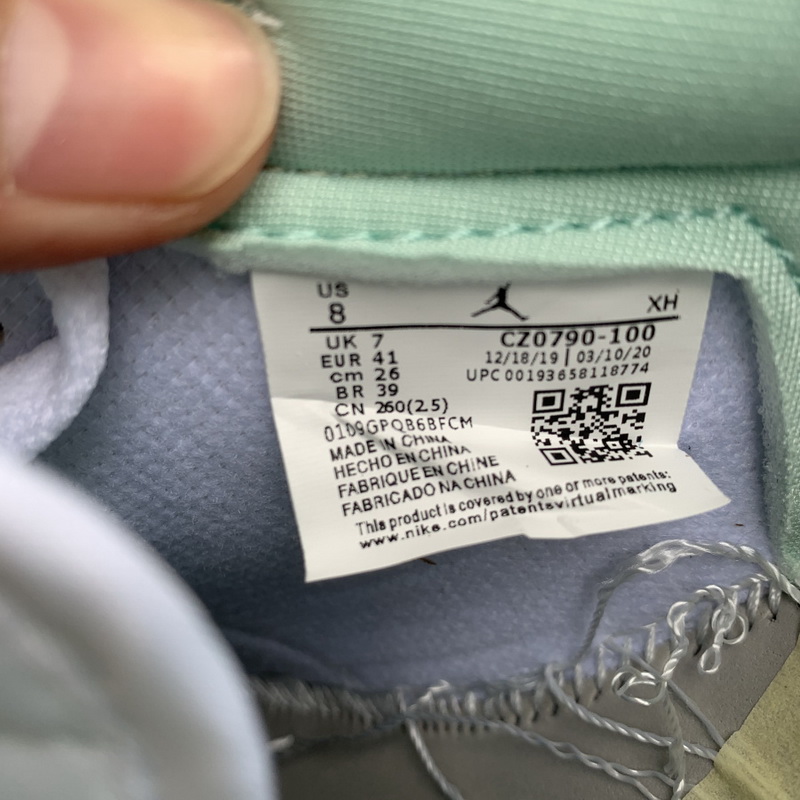 US
8
XH
UK 7
CZ0790-100
EUR 41
12/18/19 | 03/10/20
cm 26
UPC 00193658118774
BR 39
CN 260(2.5)
0109GPQB6BFCM
MADE IN CHINA
HECHO EN CHINA
FABRIQUE EN CHINE
FABRICADO NA CHINA
This product is covered by one or more patents:
www.nike.com/patentsvirtualmarking